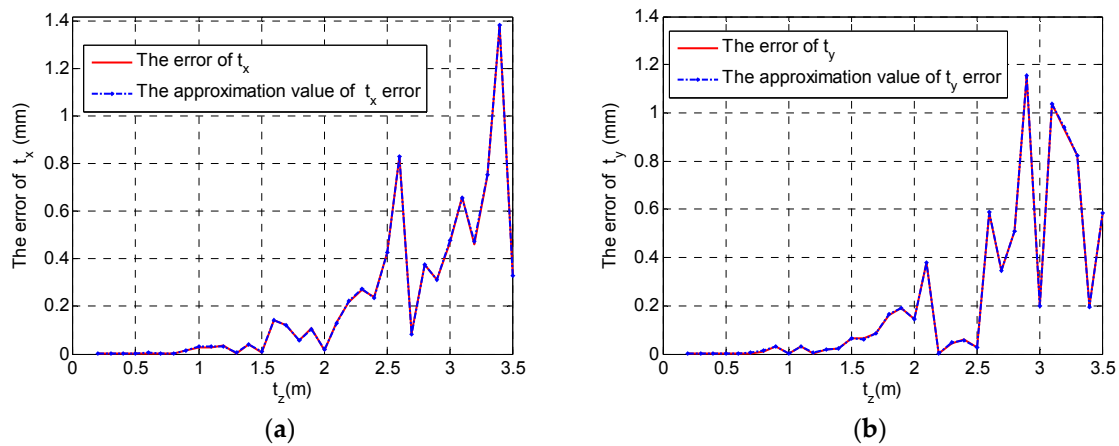 The error of t_x (mm)
1.4
1.2
1
0.8
0.6
0.4
0.2
0
The error of t_x
The approximation value of t_x error
0 0.5 1 1.5 2 2.5 3 3.5
t_z(m)
(a)
The error of t_y (mm)
1.4
1.2
1
0.8
0.6
0.4
0.2
0
The error of t_y
The approximation value of t_y error
0 0.5 1 1.5 2 2.5 3 3.5
t_z(m)
(b)